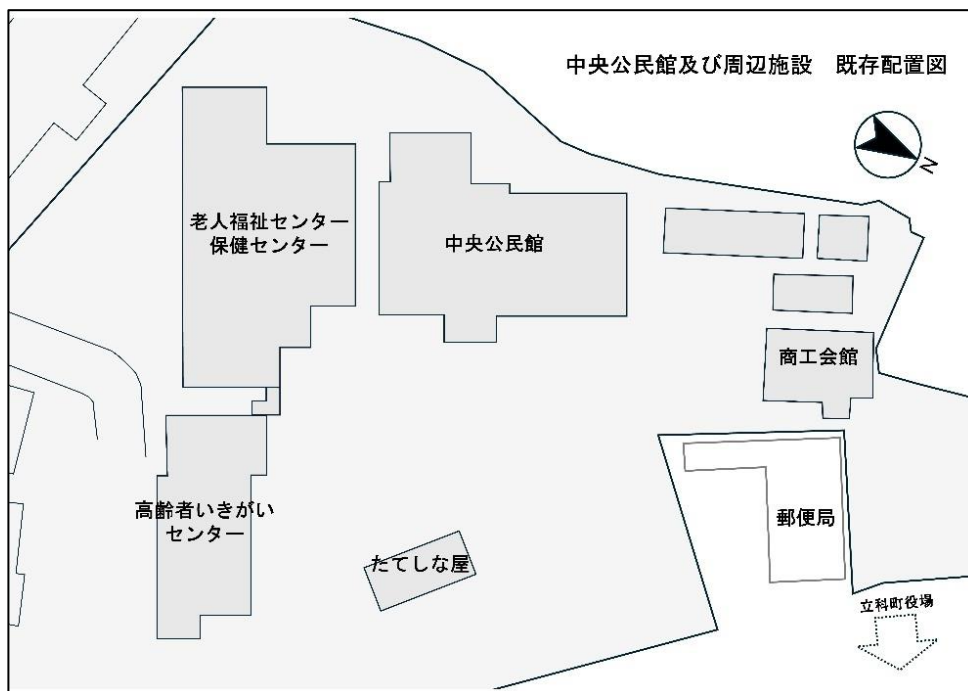 中央公民館及び周辺施設　既存配置図
N
老人福祉センター
保健センター
中央公民館
商工会館
高齢者いきがい
センター
たてしな屋
郵便局
立科町役場